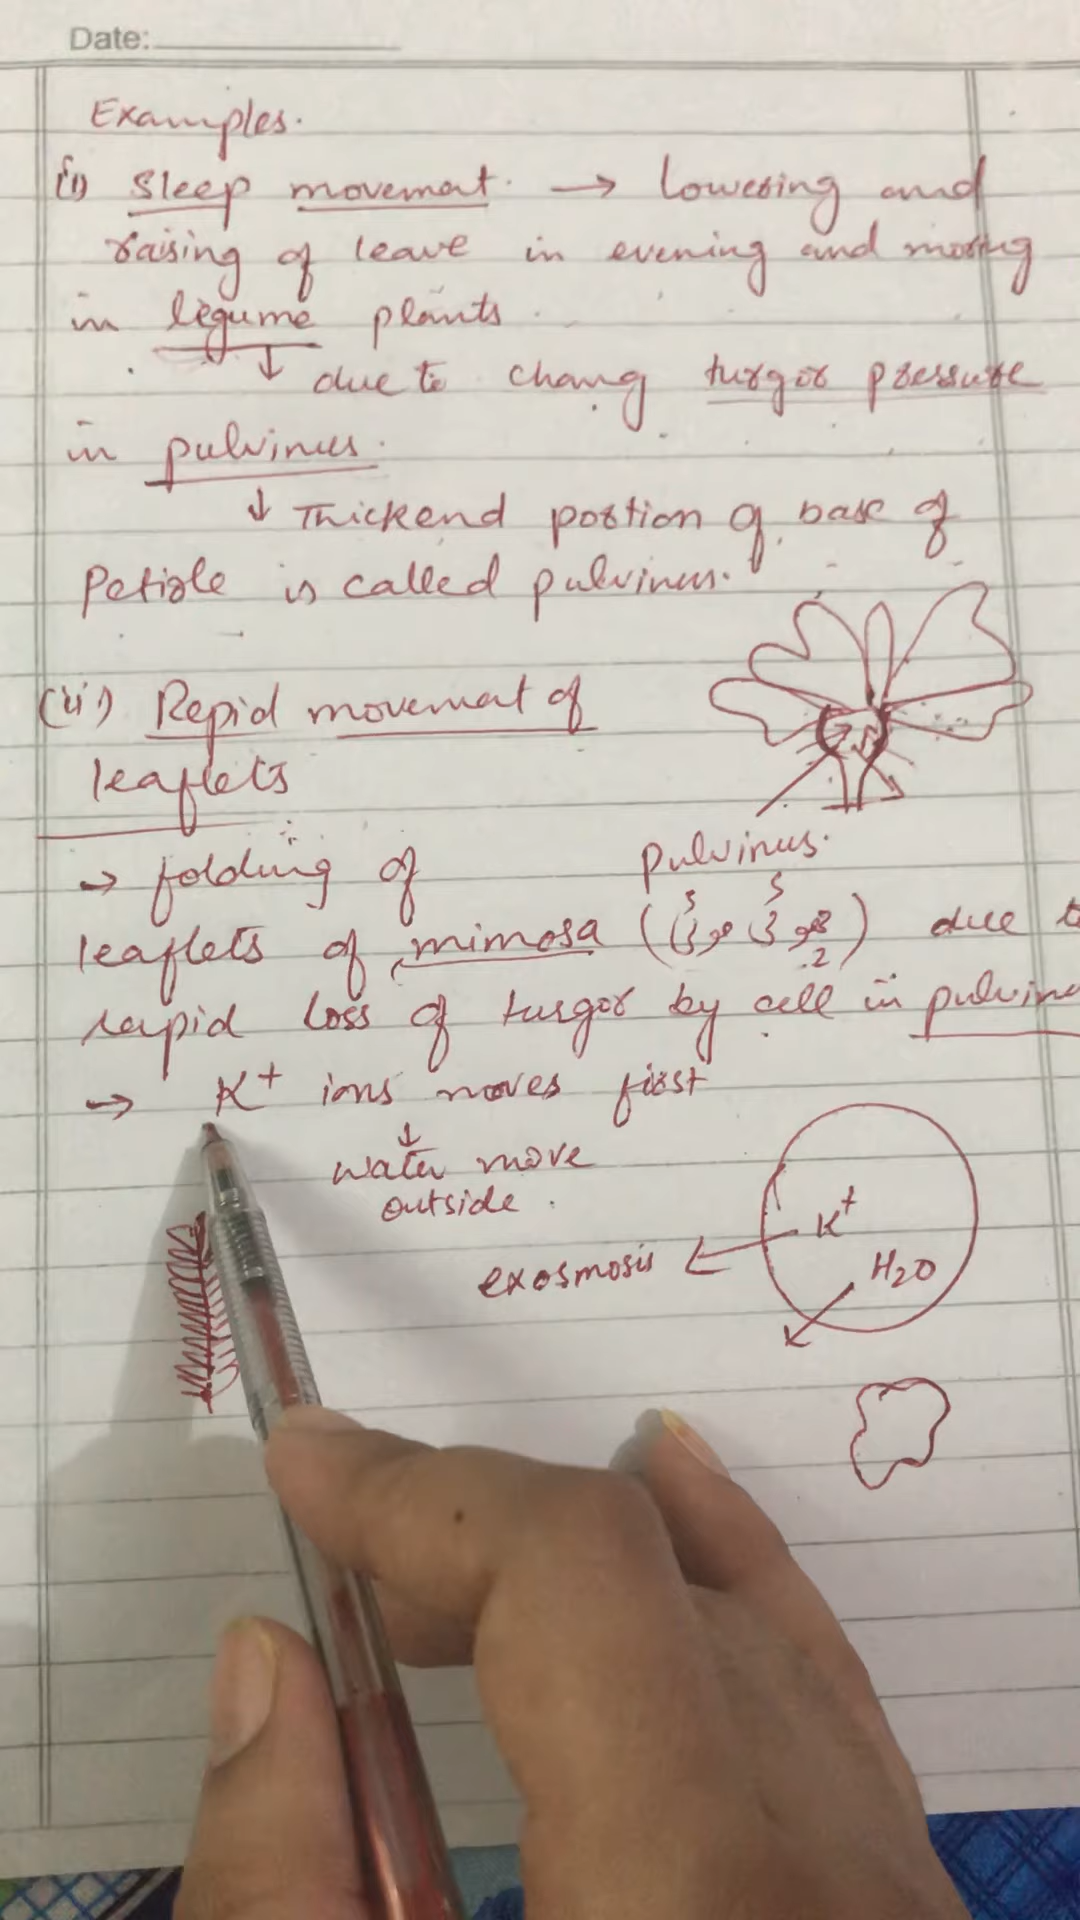 Date:
Examples.
(i) Sleep movement. → Lowering and
raising of leave in evening and moring
in legume plants.
↓ due to chang turgor pressure
in pulvinus.
↓ Thickend portion of base of
Petiole is called pulvinus.
(ii) Repid movement of
leaflets
→ folding of
pulvinus.
leaflets of mimosa ( ) due to
rapid loss of turgor by cell in pulvinu
→ K+ ions moves first
↓
water move
outside.
K+
exosmosis
H2O